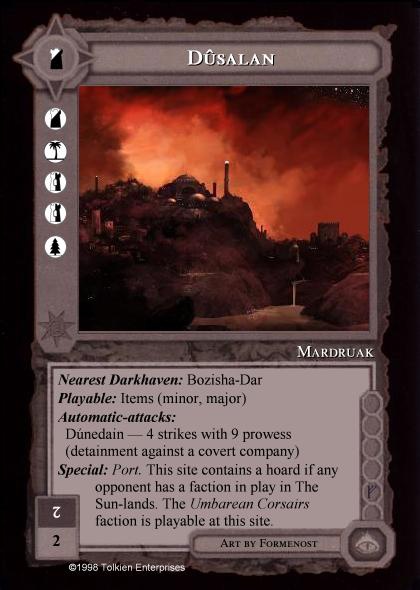 DÛSALAN
MARDRUAK
Nearest Darkhaven: Bozisha-Dar
Playable: Items (minor, major)
Automatic-attacks:
Dúnedain — 4 strikes with 9 prowess
(detainment against a covert company)
Special: Port. This site contains a hoard if any
opponent has a faction in play in The
Sun-lands. The Umbarean Corsairs
faction is playable at this site.
2
ART BY FORMENOST
©1998 Tolkien Enterprises